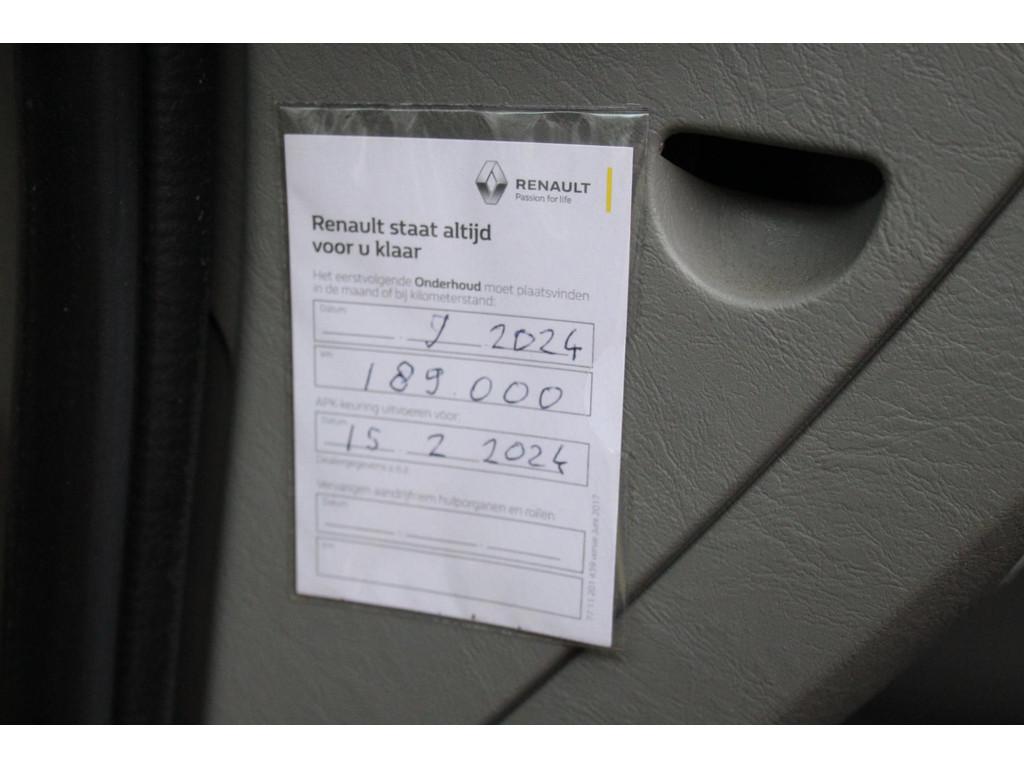 RENAULT
Passion for life
Renault staat altijd
voor u klaar
Het eerstvolgende Onderhoud moet plaatsvinden
in de maand of bij kilometerstand:
Datum
9 2024
km
189.000
APK-keuring uitvoeren voor:
Datum
15 2 2024
Vervangen aandrijfriem hulporganen en rollen
Datum
km